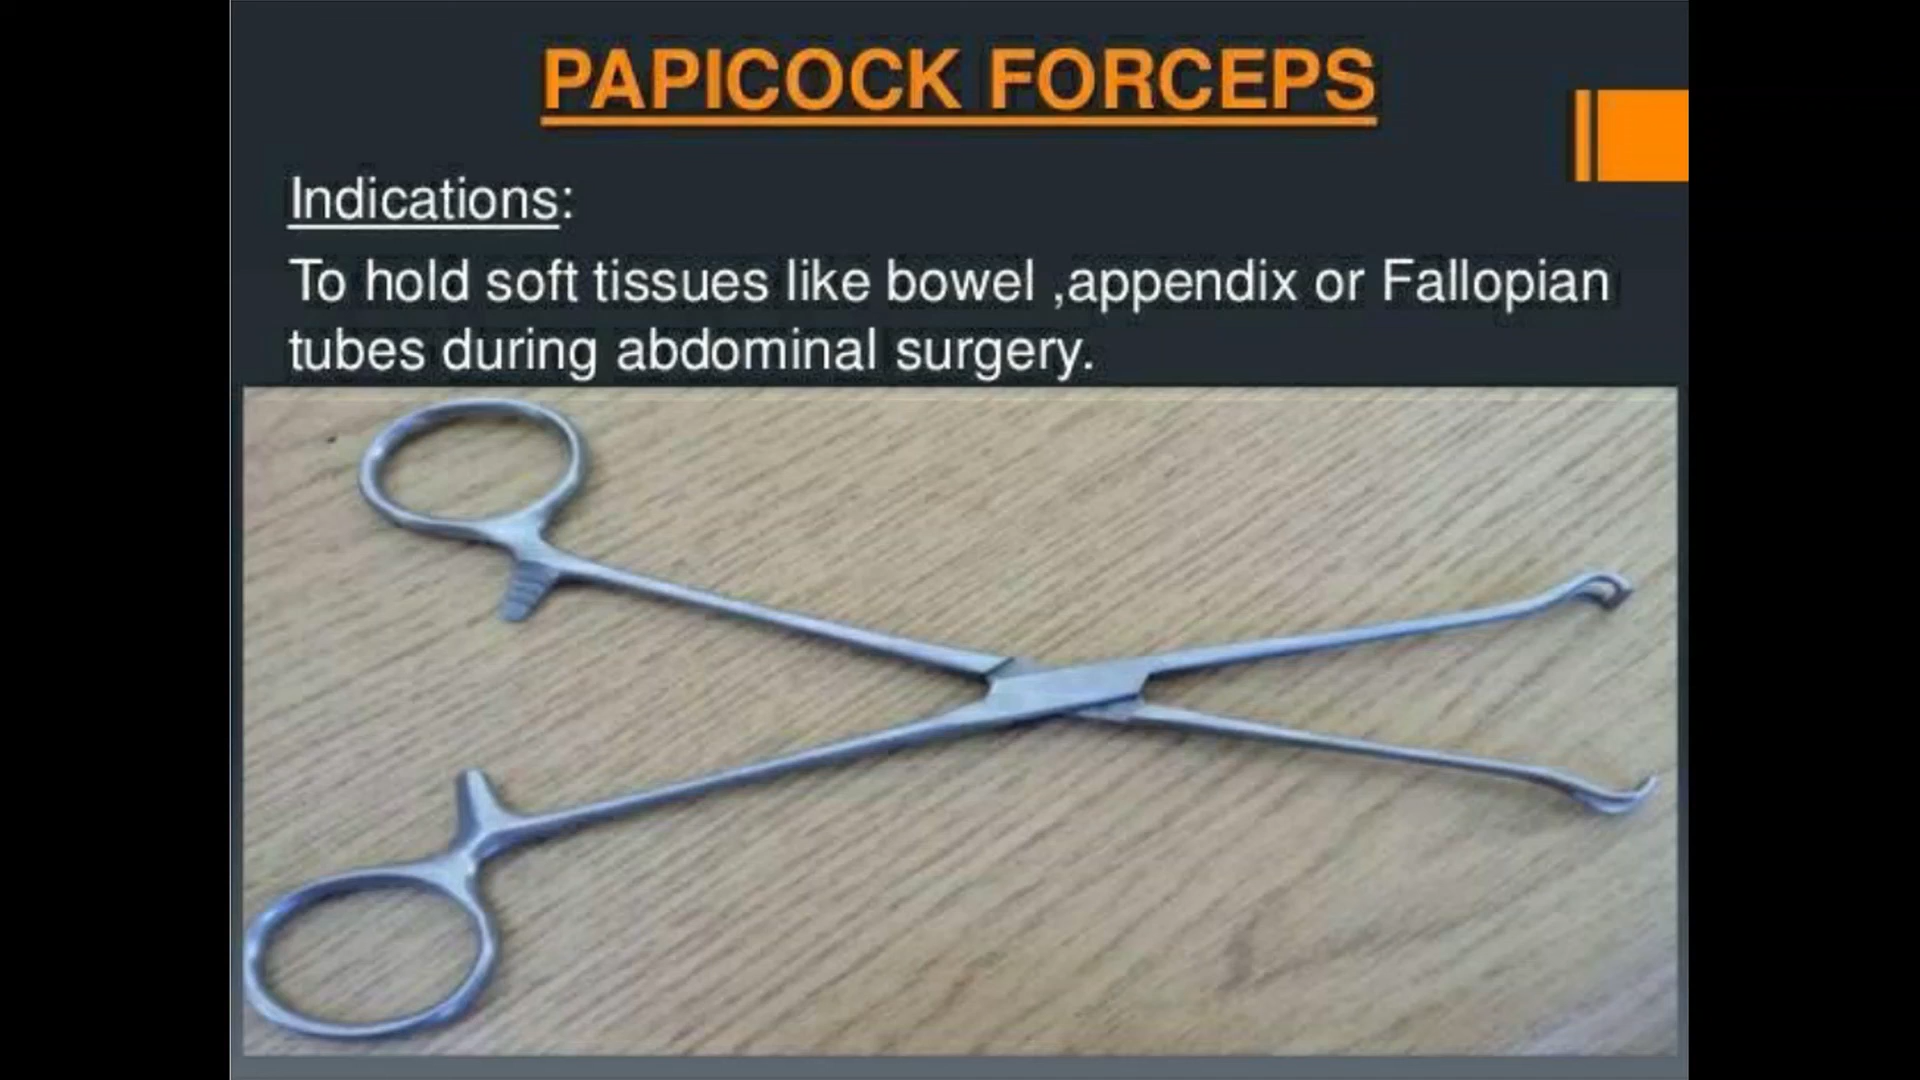 PAPICOCK FORCEPS
Indications:
To hold soft tissues like bowel ,appendix or Fallopian
tubes during abdominal surgery.